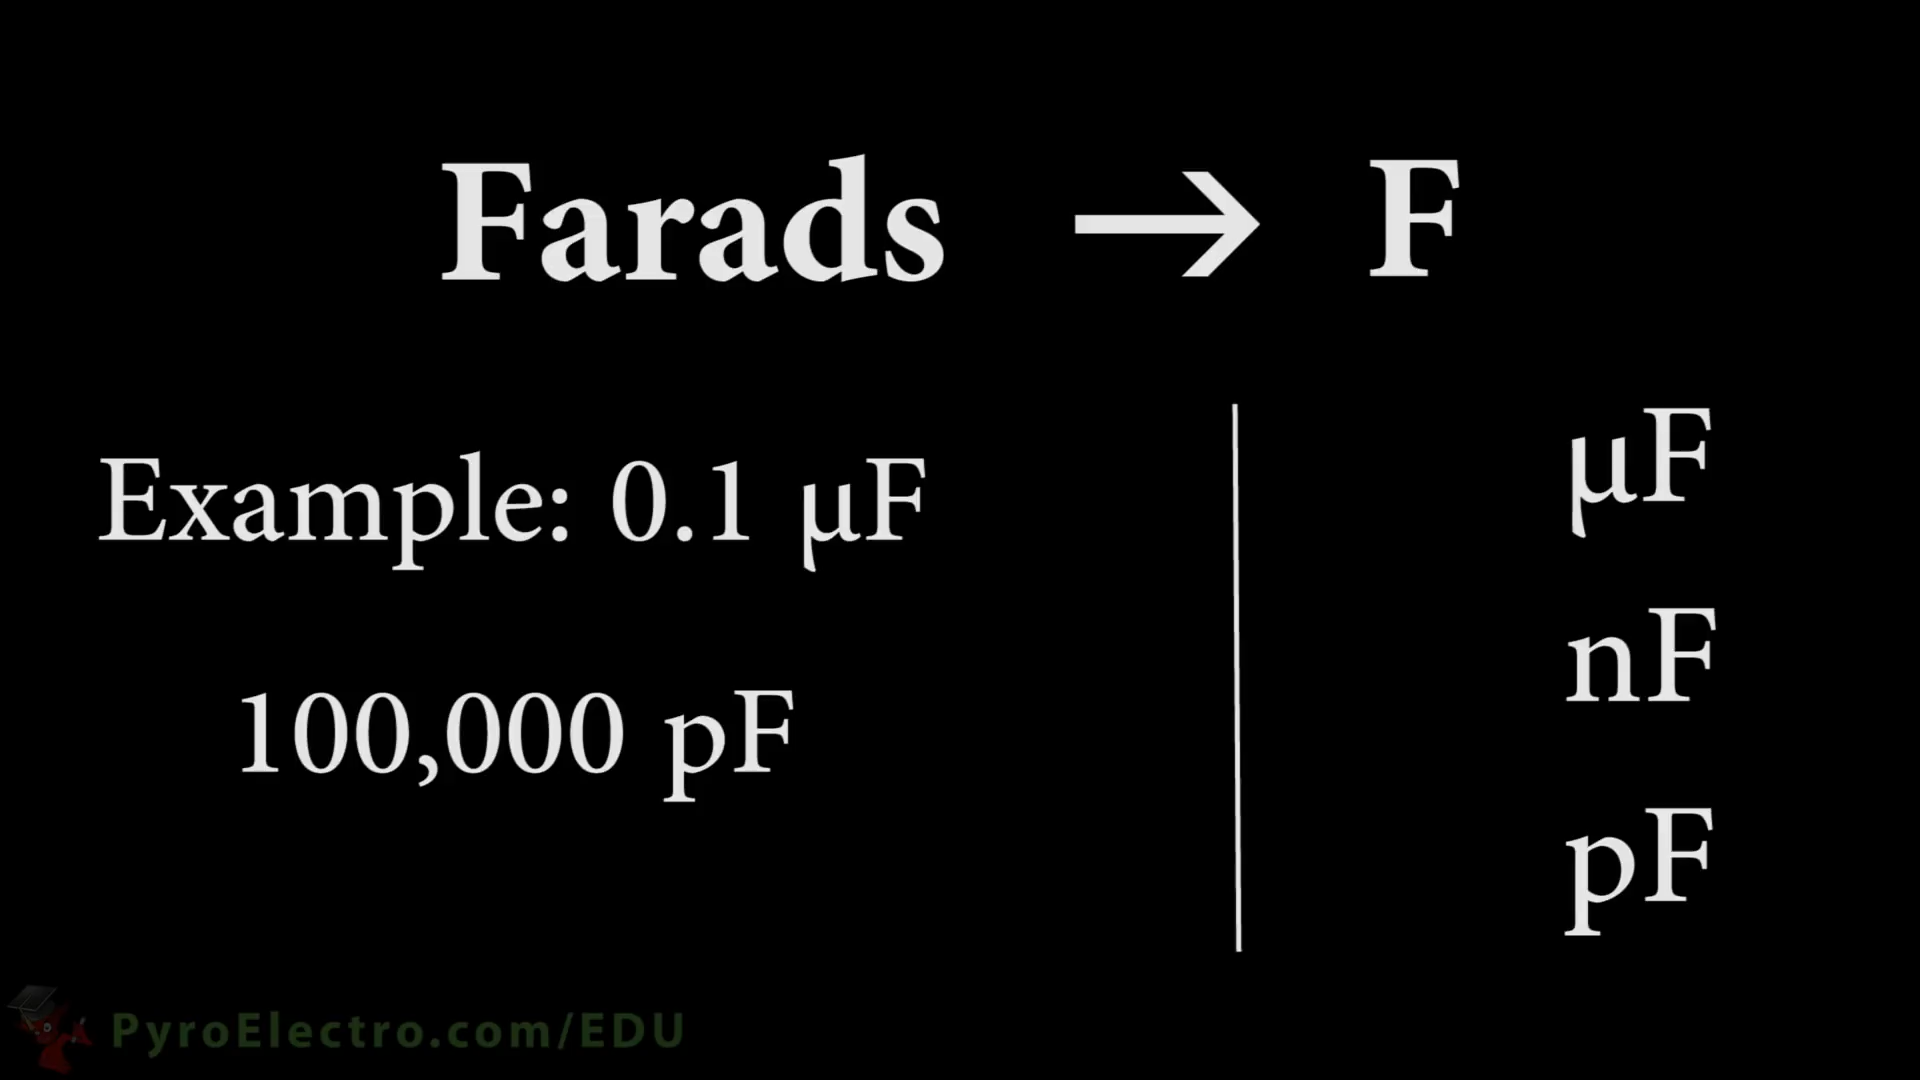 Farads → F
Example: 0.1 µF
100,000 pF
µF
nF
pF
PyroElectro.com/EDU